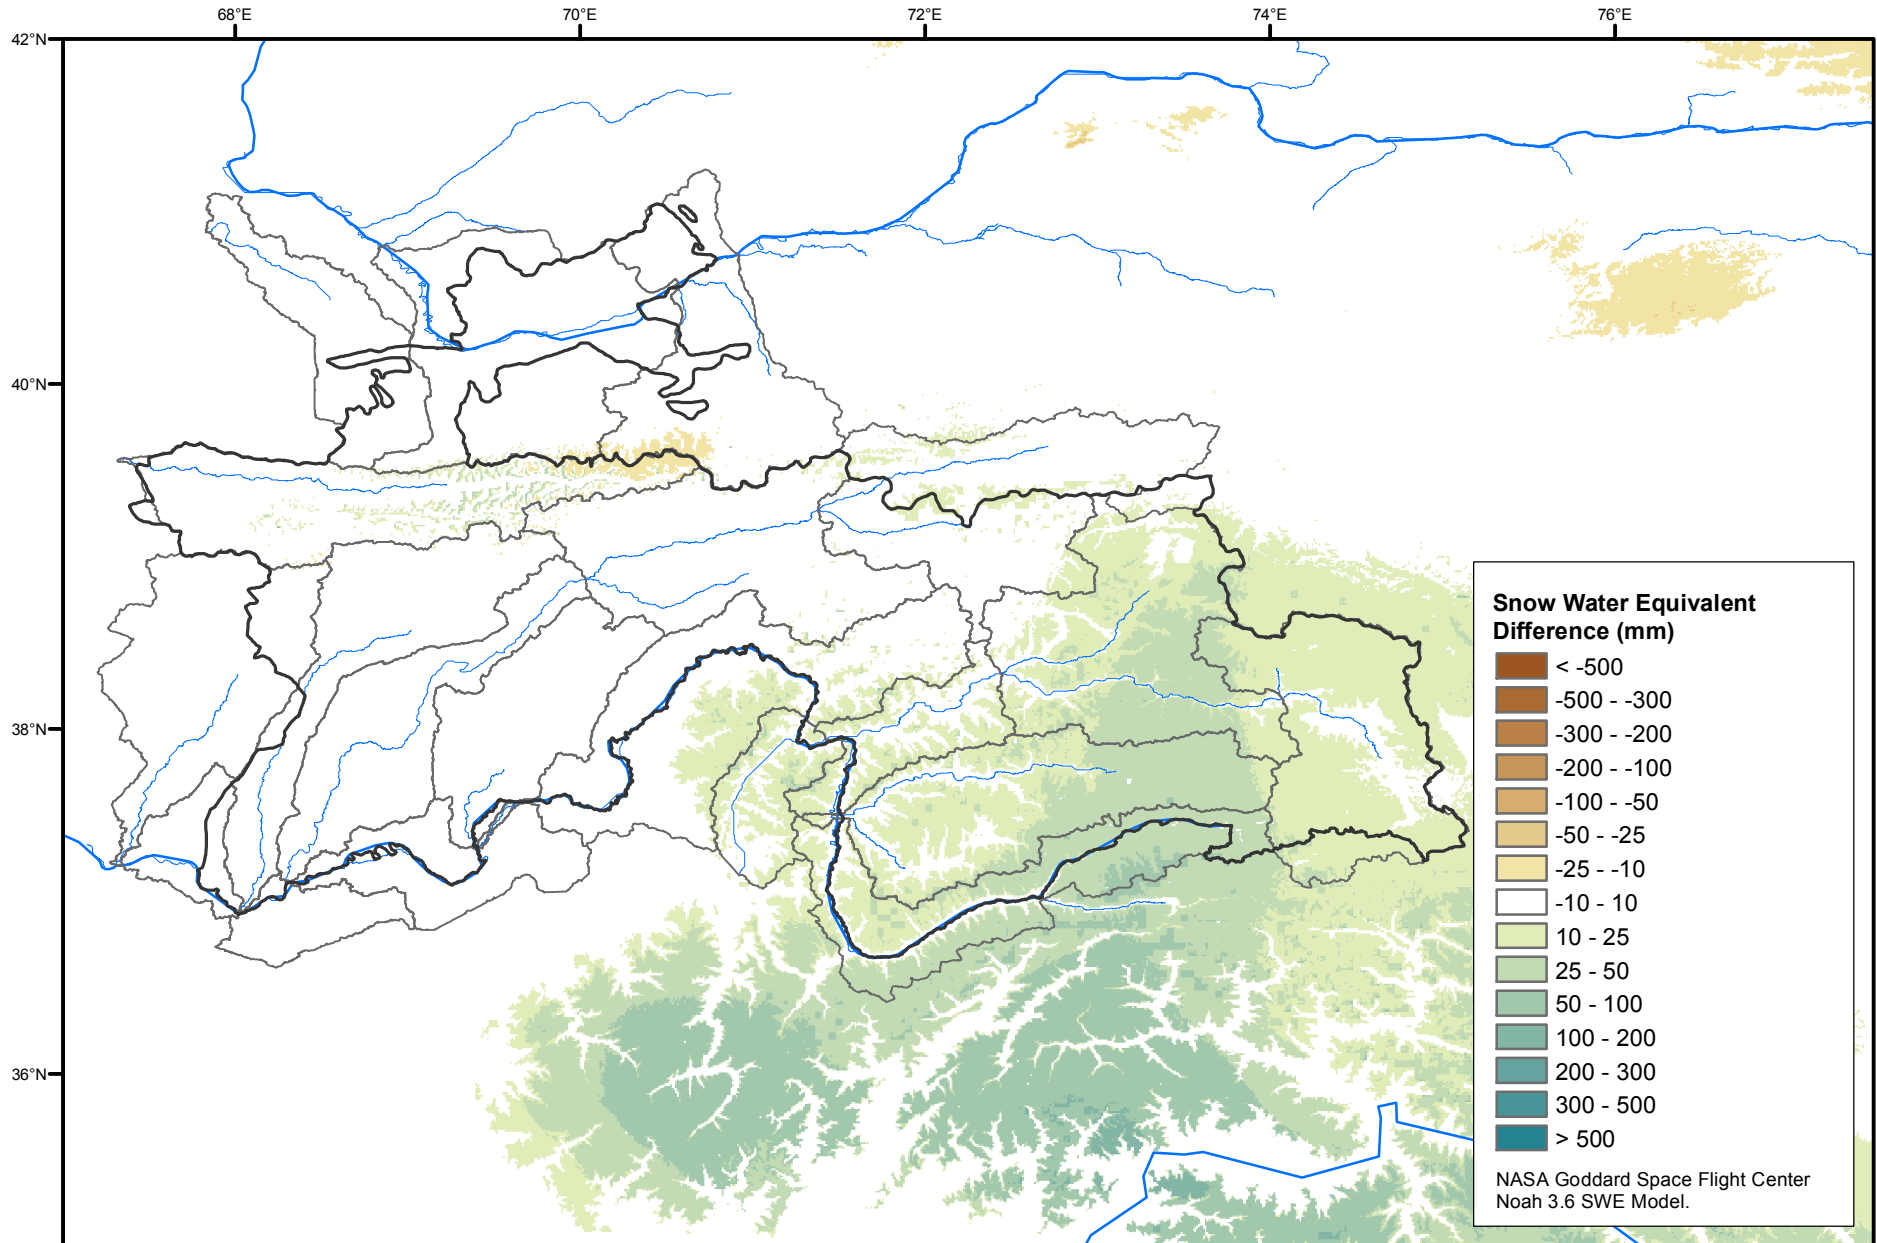 68°E
70°E
72°E
74°E
76°E
42°N
40°N
38°N
36°N
Snow Water Equivalent
Difference (mm)
< -500
-500 - -300
-300 - -200
-200 - -100
-100 - -50
-50 - -25
-25 - -10
-10 - 10
10 - 25
25 - 50
50 - 100
100 - 200
200 - 300
300 - 500
> 500
NASA Goddard Space Flight Center
Noah 3.6 SWE Model.